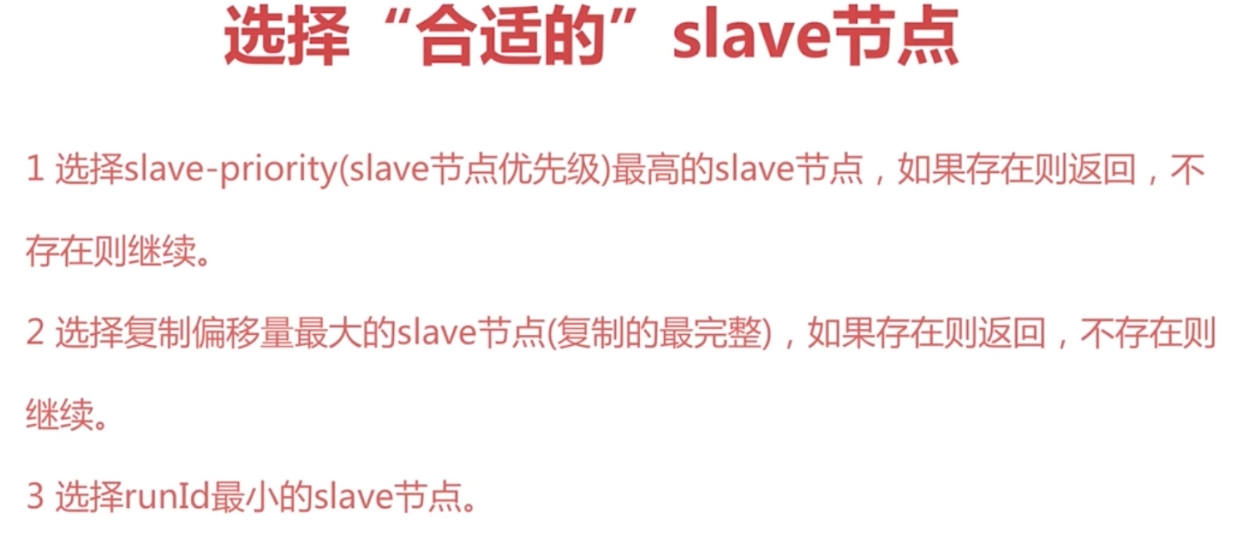 选择“合适的”slave节点
1 选择slave-priority(slave节点优先级)最高的slave节点，如果存在则返回，不
存在则继续。
2 选择复制偏移量最大的slave节点(复制的最完整)，如果存在则返回，不存在则
继续。
3 选择runId最小的slave节点。